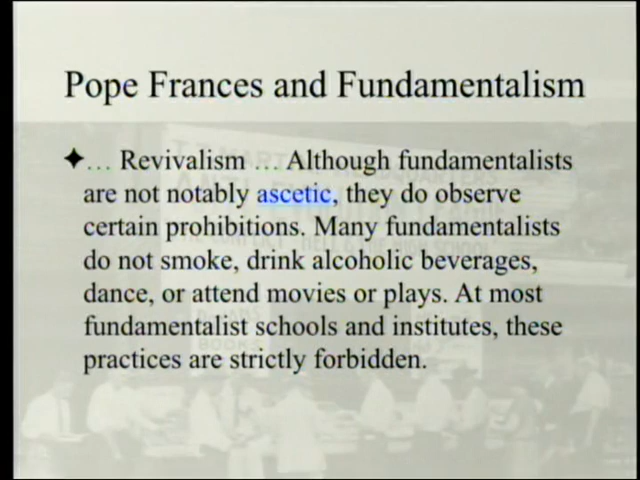 Pope Frances and Fundamentalism
… Revivalism … Although fundamentalists
are not notably ascetic, they do observe
certain prohibitions. Many fundamentalists
do not smoke, drink alcoholic beverages,
dance, or attend movies or plays. At most
fundamentalist schools and institutes, these
practices are strictly forbidden.